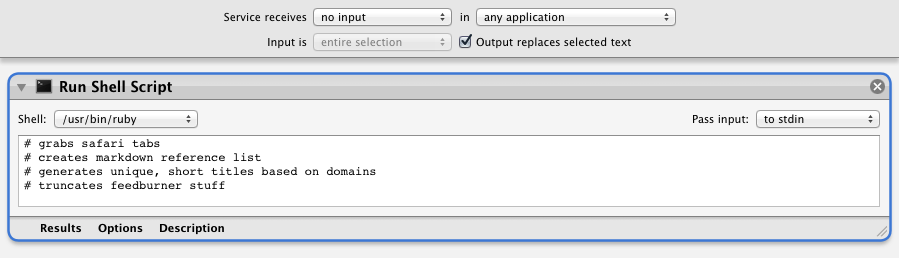 Service receives no input in any application
Input is entire selection Output replaces selected text
Run Shell Script
Shell: /usr/bin/ruby Pass input: to stdin
# grabs safari tabs
# creates markdown reference list
# generates unique, short titles based on domains
# truncates feedburner stuff
Results Options Description